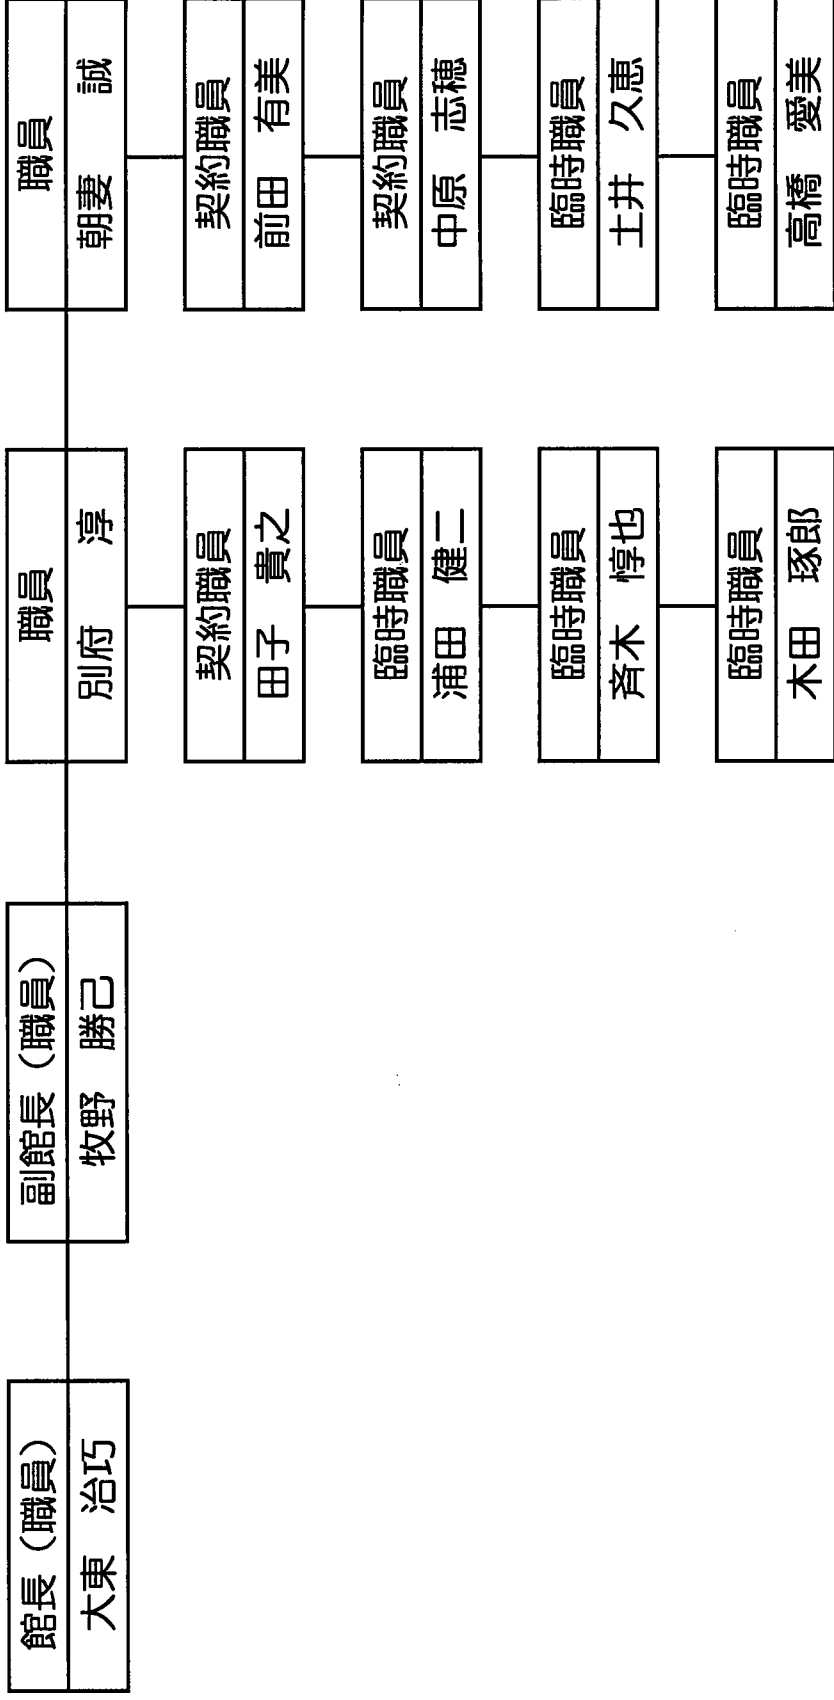 館長（職員）
大東　治巧
副館長（職員）
牧野　勝己
職員
別府　淳
契約職員
田子　貴之
臨時職員
浦田　健二
臨時職員
斉木　惇也
臨時職員
木田　琢郎
職員
朝妻　誠
契約職員
前田　有美
契約職員
中原　志穂
臨時職員
土井　久恵
臨時職員
高橋　愛美